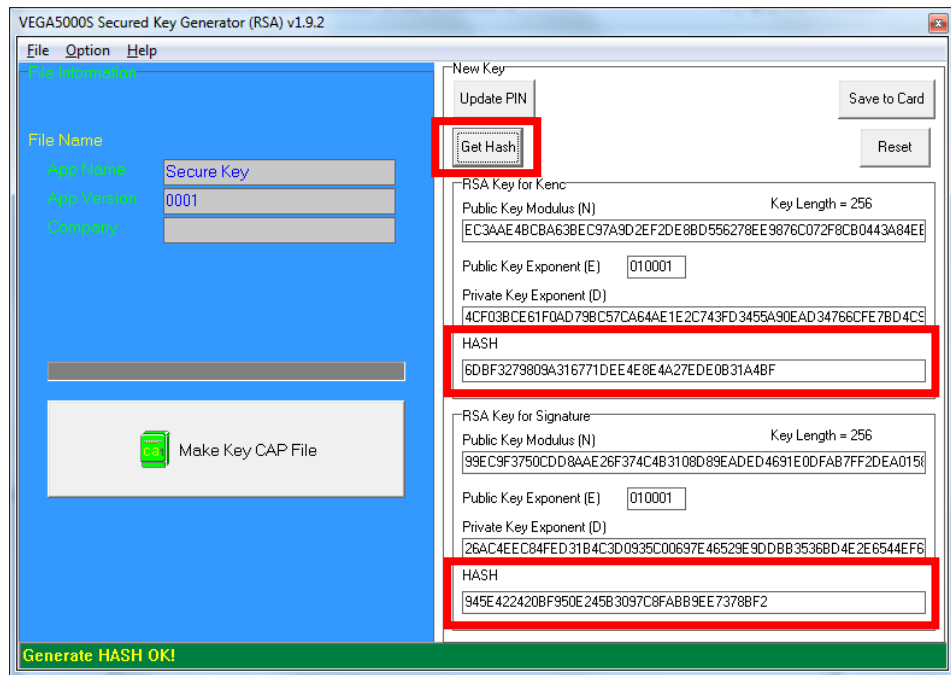 VEGA5000S Secured Key Generator (RSA) v1.9.2
File Option Help
File Information
File Name
App Name Secure Key
App Version 0001
Company
cap
Make Key CAP File
New Key
Update PIN Save to Card
Get Hash Reset
RSA Key for Kenc
Public Key Modulus (N) Key Length = 256
EC3AAE4BCBA63BEC97A9D2EF2DE8BD556278EE9876C072F8CB0443A84EE
Public Key Exponent (E) 010001
Private Key Exponent (D)
4CF03BCE61F0AD79BC57CA64AE1E2C743FD3455A90EAD34766CFE7BD4C9
HASH
6DBF3279809A316771DEE4E8E4A27EDE0B31A4BF
RSA Key for Signature
Public Key Modulus (N) Key Length = 256
99EC9F3750CDD8AAE26F374C4B3108D89EADED4691E0DFAB7FF2DEA0158
Public Key Exponent (E) 010001
Private Key Exponent (D)
26AC4EEC84FED31B4C3D0935C00697E46529E9DDBB3536BD4E2E6544EF6
HASH
945E422420BF950E245B3097C8FABB9EE7378BF2
Generate HASH OK!